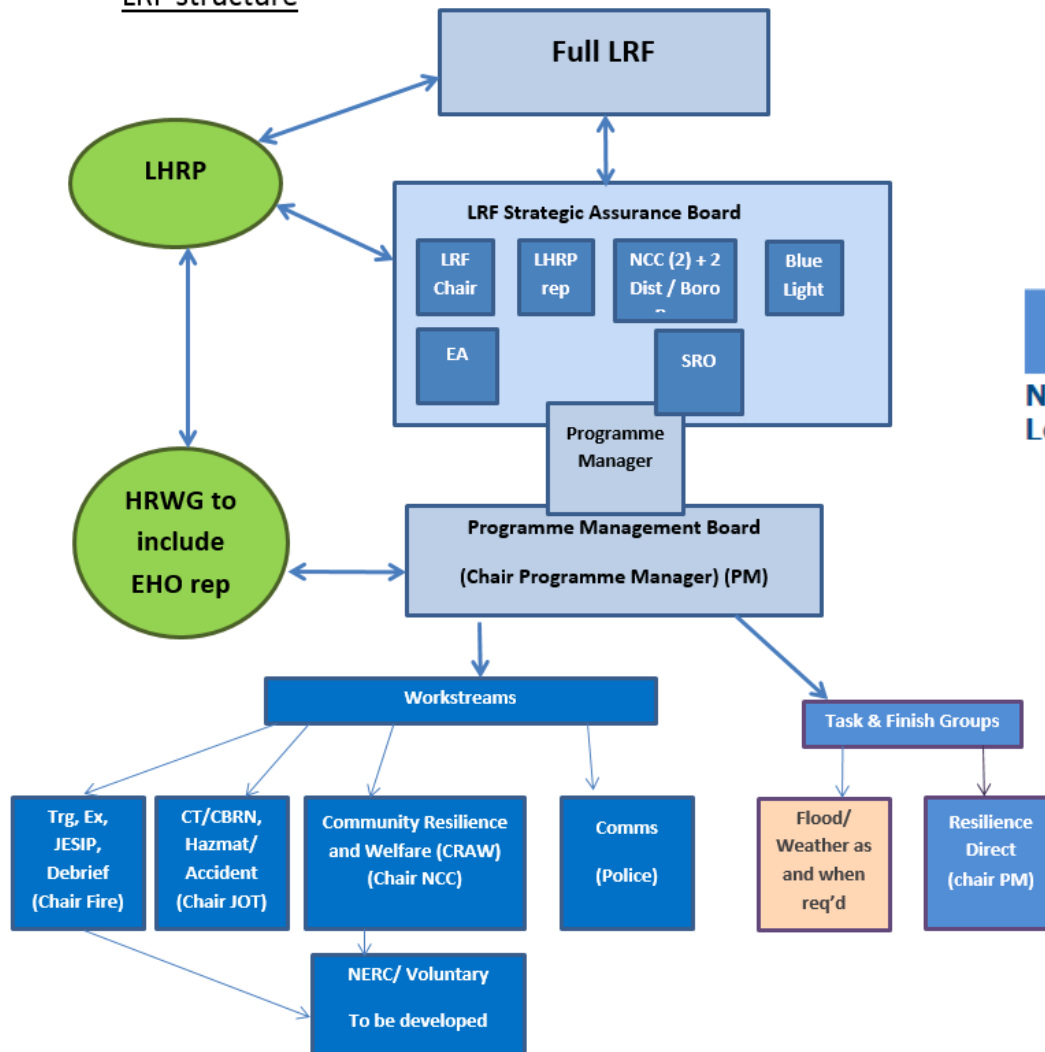 LRF structure
Full LRF
LHRP
LRF Strategic Assurance Board
LRF
Chair
LHRP
rep
NCC (2) + 2
Dist / Boro
Blue
Light
EA
SRO
Programme
Manager
HRWG to
include
EHO rep
Programme Management Board
(Chair Programme Manager) (PM)
Workstreams
Task & Finish Groups
Trg, Ex,
JESIP,
Debrief
(Chair Fire)
CT/CBRN,
Hazmat/
Accident
(Chair JOT)
Community Resilience
and Welfare (CRAW)
(Chair NCC)
Comms
(Police)
Flood/
Weather as
and when
req'd
Resilience
Direct
(chair PM)
NERC/ Voluntary
To be developed